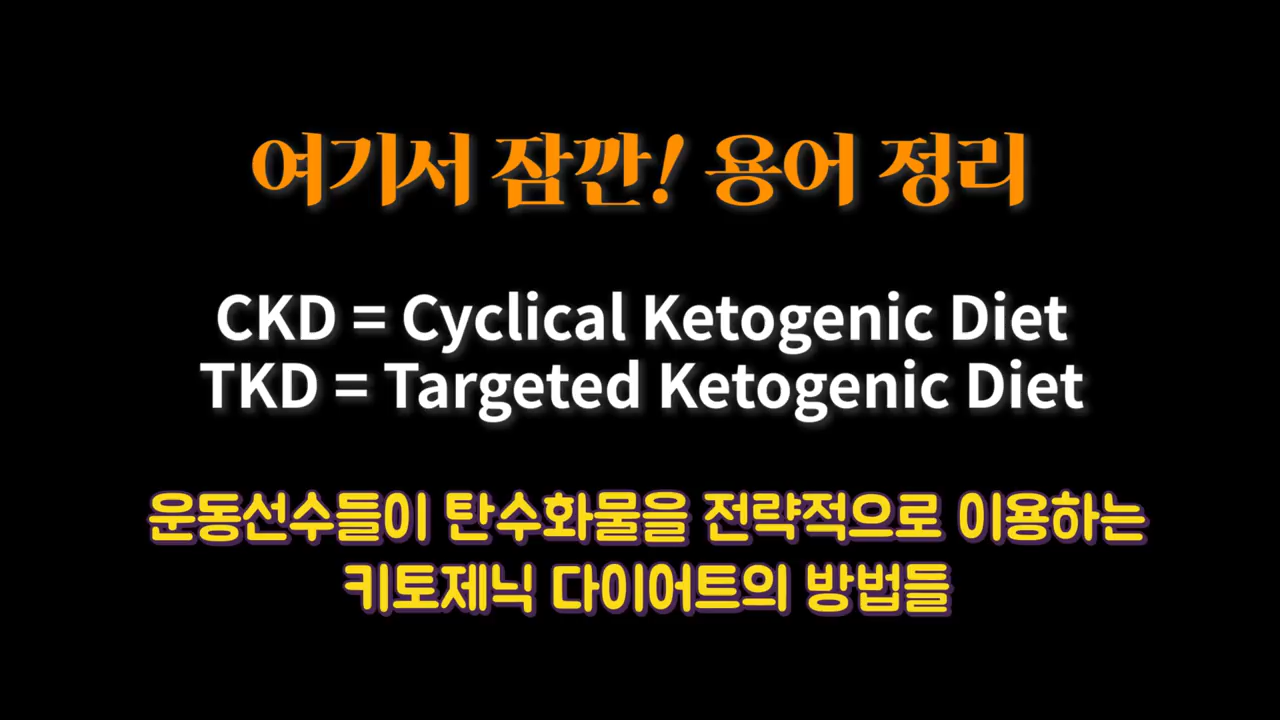 여기서 잠깐! 용어 정리
CKD = Cyclical Ketogenic Diet
TKD = Targeted Ketogenic Diet
운동선수들이 탄수화물을 전략적으로 이용하는
키토제닉 다이어트의 방법들